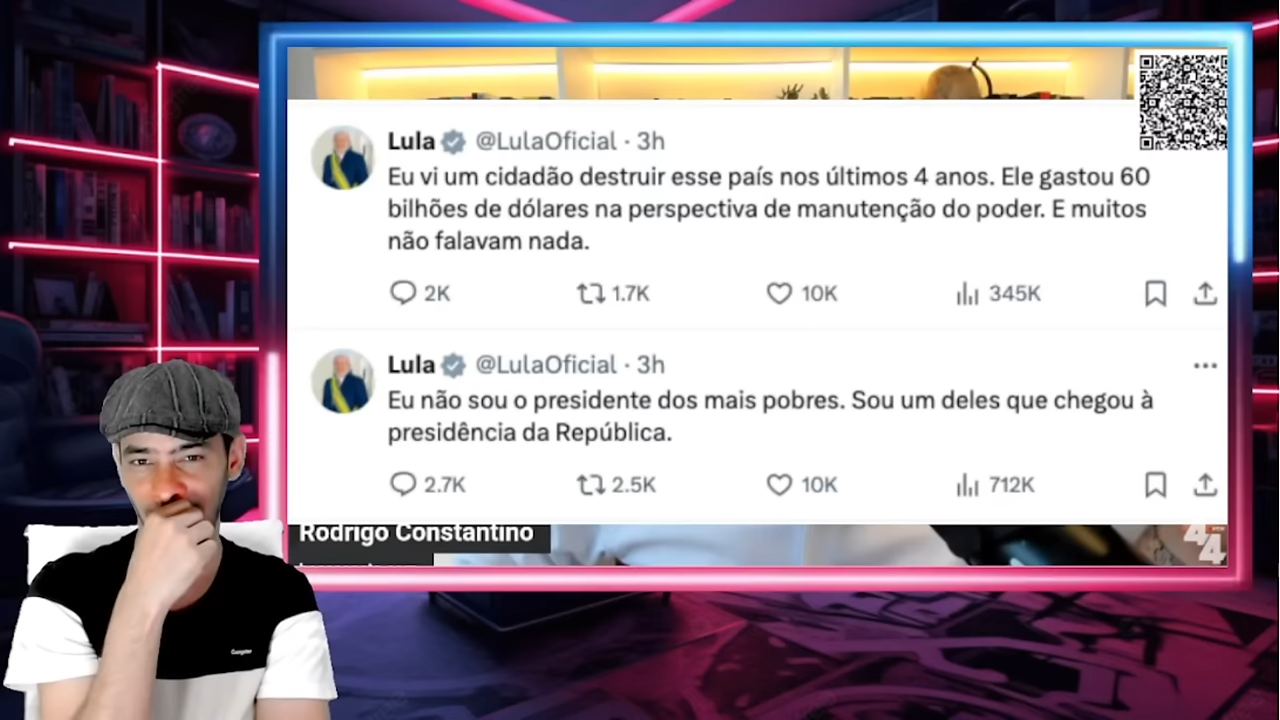 Lula @LulaOficial · 3h
Eu vi um cidadão destruir esse país nos últimos 4 anos. Ele gastou 60
bilhões de dólares na perspectiva de manutenção do poder. E muitos
não falavam nada.
2K 1.7K 10K 345K
Lula @LulaOficial · 3h
Eu não sou o presidente dos mais pobres. Sou um deles que chegou à
presidência da República.
2.7K 2.5K 10K 712K
Rodrigo Constantino
4
4